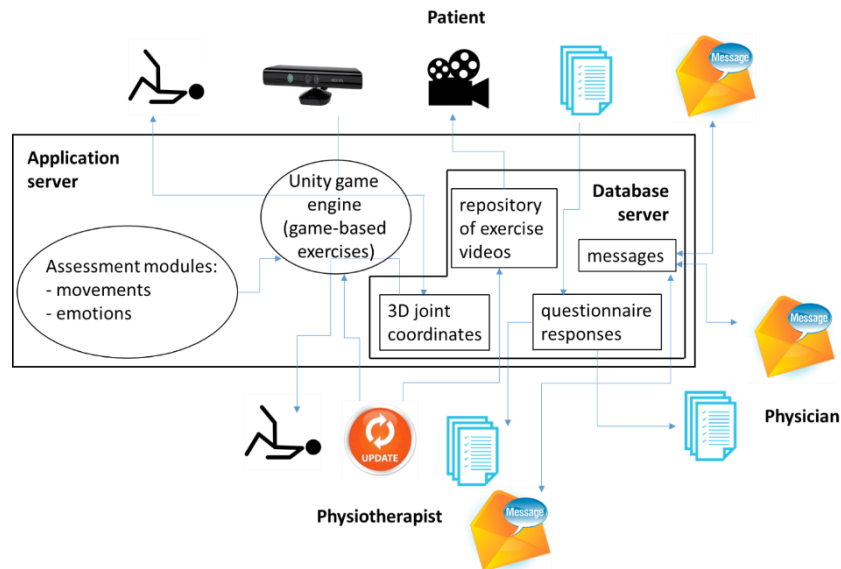 Patient
Message
Application
server
Unity game
engine
(game-based
exercises)
Database
server
repository
of exercise
videos
messages
Assessment modules:
- movements
- emotions
3D joint
coordinates
questionnaire
responses
Message
Physician
UPDATE
Physiotherapist
Message